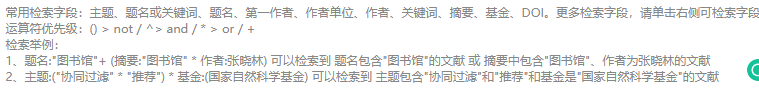 常用检索字段：主题、题名或关键词、题名、第一作者、作者单位、作者、关键词、摘要、基金、DOI。更多检索字段，请单击右侧可检索字段
运算符优先级：() > not / ^ > and / * > or / +
检索举例：
1、题名:"图书馆"+ (摘要:"图书馆" * 作者:张晓林) 可以检索到 题名包含"图书馆"的文献 或 摘要中包含"图书馆"、作者为张晓林的文献
2、主题:("协同过滤" * "推荐") * 基金:(国家自然科学基金) 可以检索到 主题包含"协同过滤"和"推荐"和基金是"国家自然科学基金"的文献